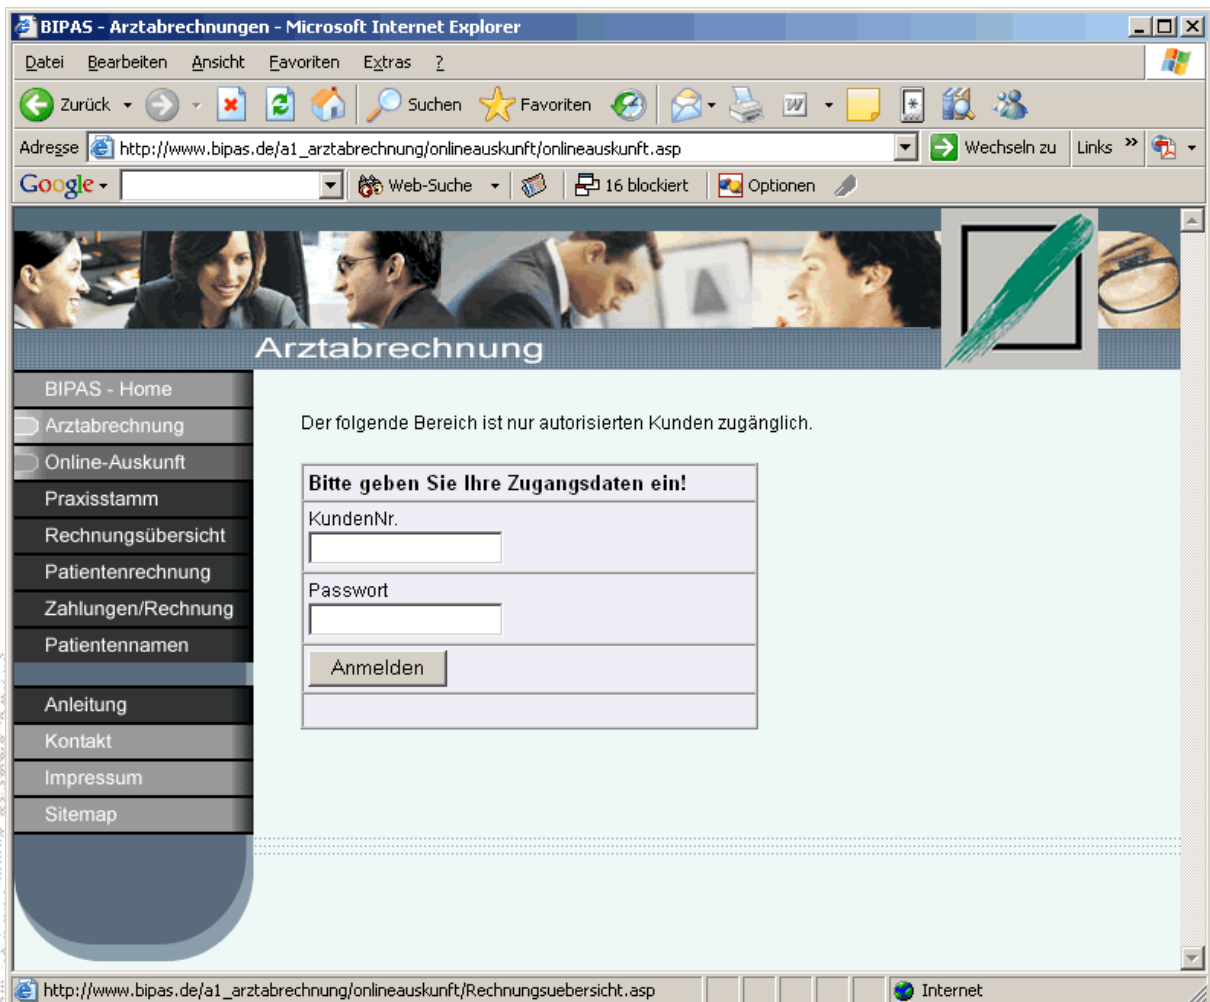 BIPAS - Arztabrechnungen - Microsoft Internet Explorer
Datei Bearbeiten Ansicht Favoriten Extras ?
Zurück Suchen Favoriten
Adresse http://www.bipas.de/a1_arztabrechnung/onlineauskunft/onlineauskunft.asp Wechseln zu Links »
Google Web-Suche 16 blockiert Optionen
Arztabrechnung
BIPAS - Home
Arztabrechnung
Online-Auskunft
Praxisstamm
Rechnungsübersicht
Patientenrechnung
Zahlungen/Rechnung
Patientennamen
Anleitung
Kontakt
Impressum
Sitemap
Der folgende Bereich ist nur autorisierten Kunden zugänglich.
Bitte geben Sie Ihre Zugangsdaten ein!
KundenNr.
Passwort
Anmelden
http://www.bipas.de/a1_arztabrechnung/onlineauskunft/Rechnungsuebersicht.asp Internet